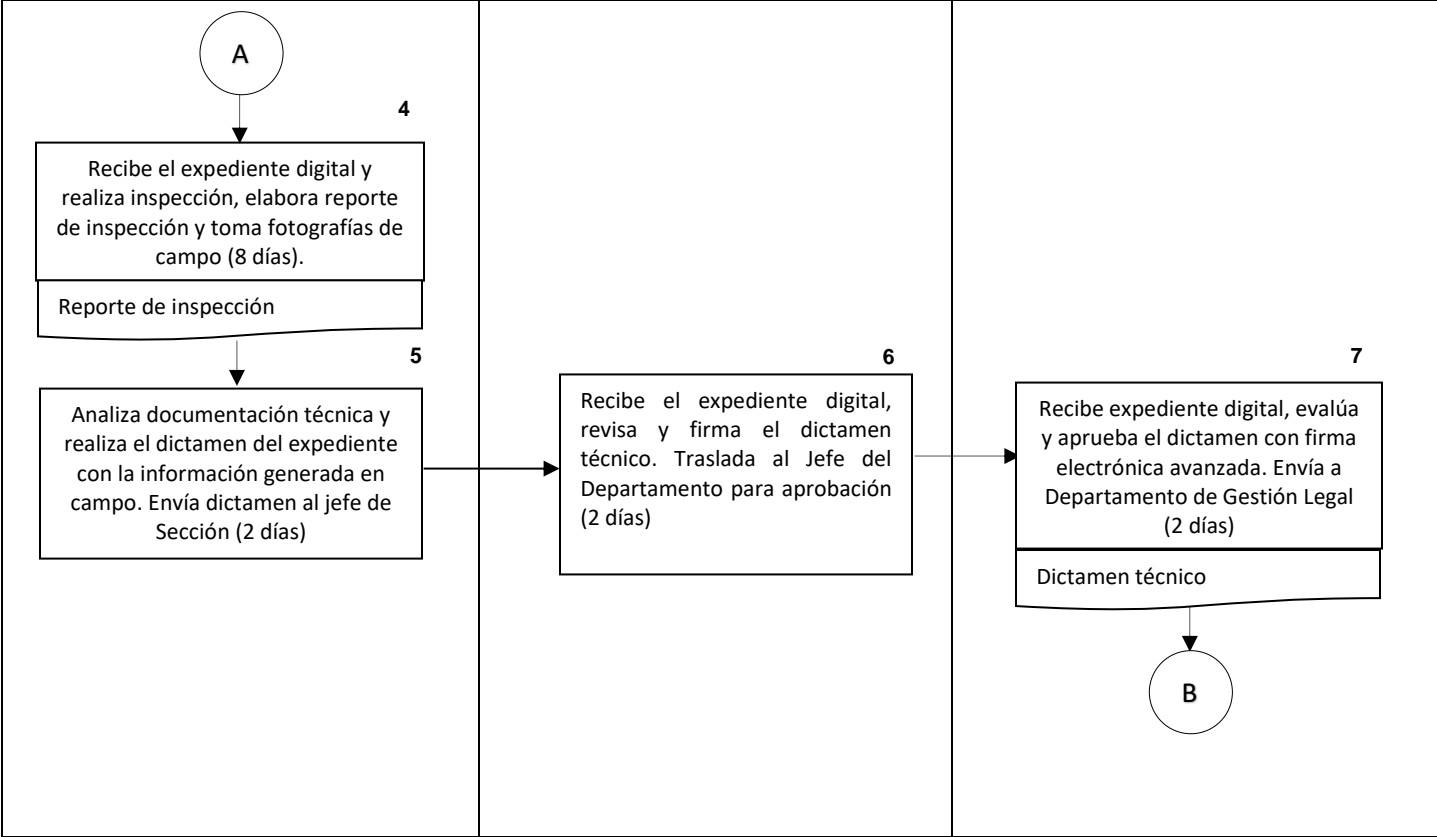 A
4
Recibe el expediente digital y
realiza inspección, elabora reporte
de inspección y toma fotografías de
campo (8 días).
Reporte de inspección
5
Analiza documentación técnica y
realiza el dictamen del expediente
con la información generada en
campo. Envía dictamen al jefe de
Sección (2 días)
6
Recibe el expediente digital,
revisa y firma el dictamen
técnico. Traslada al Jefe del
Departamento para aprobación
(2 días)
7
Recibe expediente digital, evalúa
y aprueba el dictamen con firma
electrónica avanzada. Envía a
Departamento de Gestión Legal
(2 días)
Dictamen técnico
B